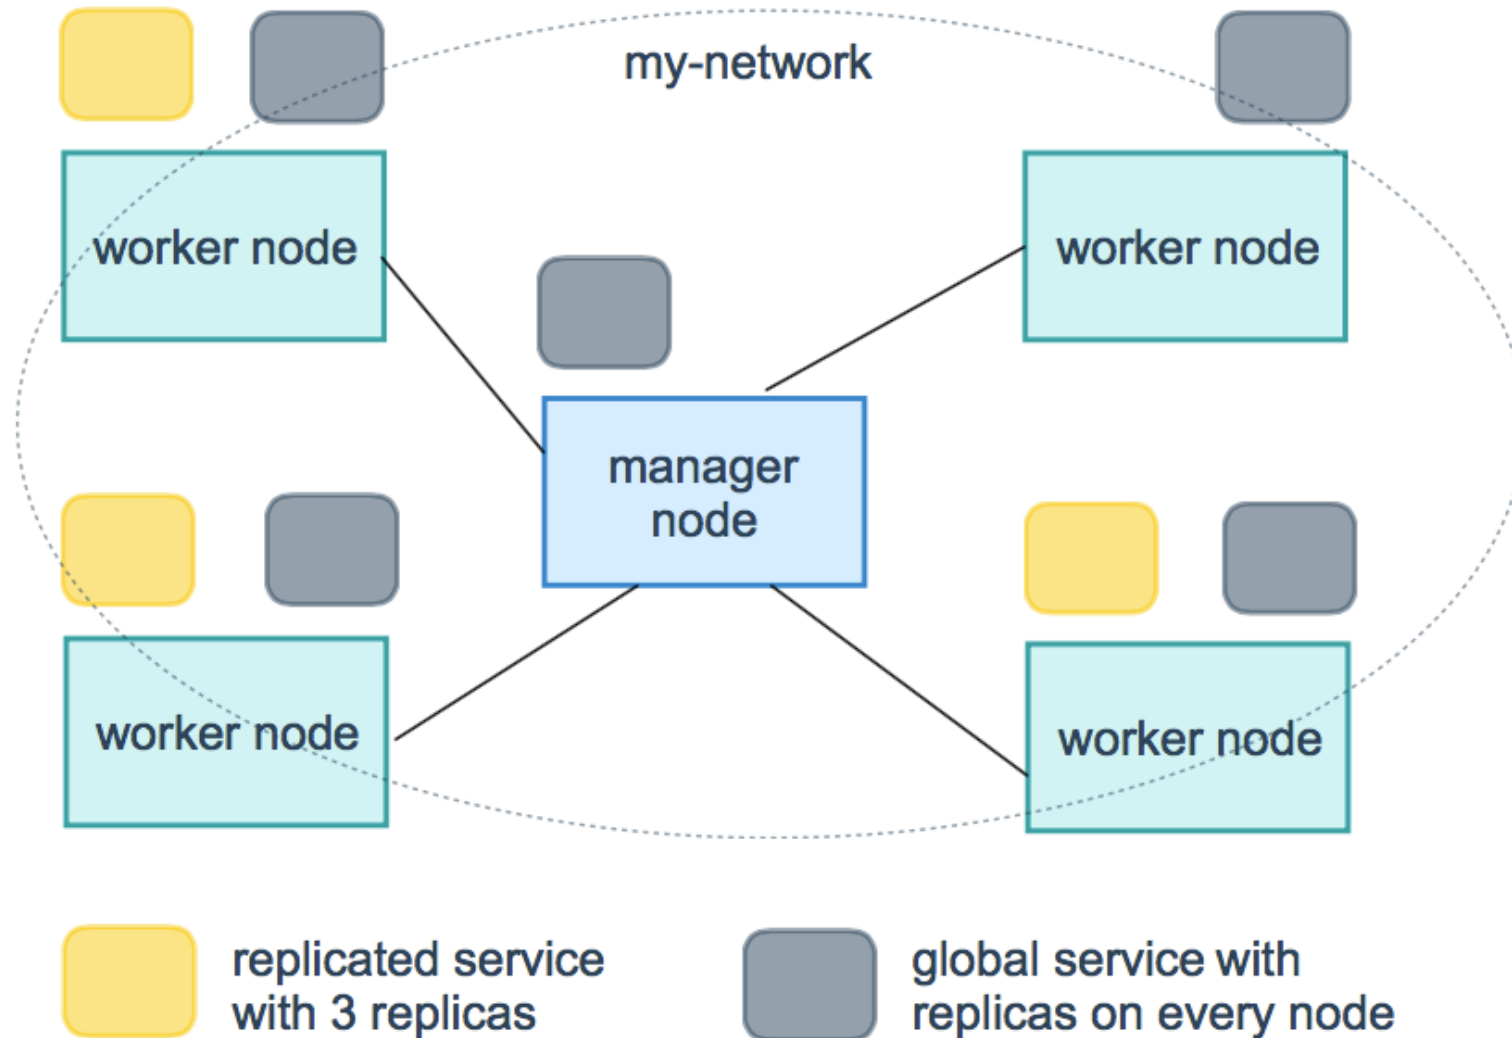 my-network
worker node
worker node
manager
node
worker node
worker node
replicated service
with 3 replicas
global service with
replicas on every node